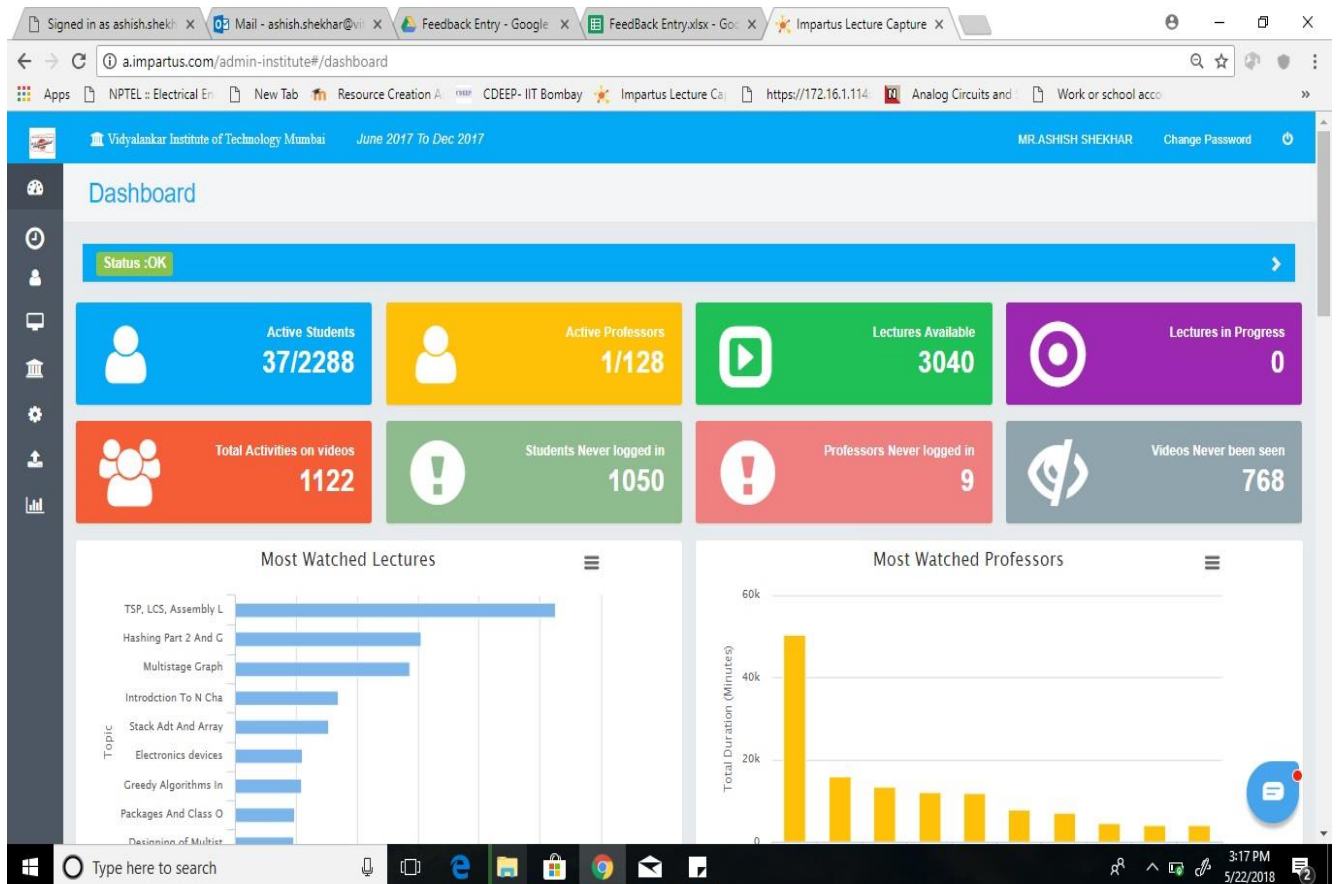 Signed in as ashish.shekh
Mail - ashish.shekhar@vi
Feedback Entry - Google
FeedBack Entry.xlsx - Goo
Impartus Lecture Capture
a.impartus.com/admin-institute#/dashboard
Apps NPTEL :: Electrical En New Tab Resource Creation A CDEEP- IIT Bombay Impartus Lecture Ca https://172.16.1.114 Analog Circuits and Work or school acco »
Vidyalankar Institute of Technology Mumbai June 2017 To Dec 2017 MR.ASHISH SHEKHAR Change Password
Dashboard
Status :OK
Active Students
37/2288
Active Professors
1/128
Lectures Available
3040
Lectures in Progress
0
Total Activities on videos
1122
Students Never logged in
1050
Professors Never logged in
9
Videos Never been seen
768
Most Watched Lectures
Topic
TSP, LCS, Assembly L
Hashing Part 2 And G
Multistage Graph
Introdction To N Cha
Stack Adt And Array
Electronics devices
Greedy Algorithms In
Packages And Class O
Designing of Multist
Most Watched Professors
Total Duration (Minutes)
60k
40k
20k
0
Type here to search
3:17 PM
5/22/2018
2